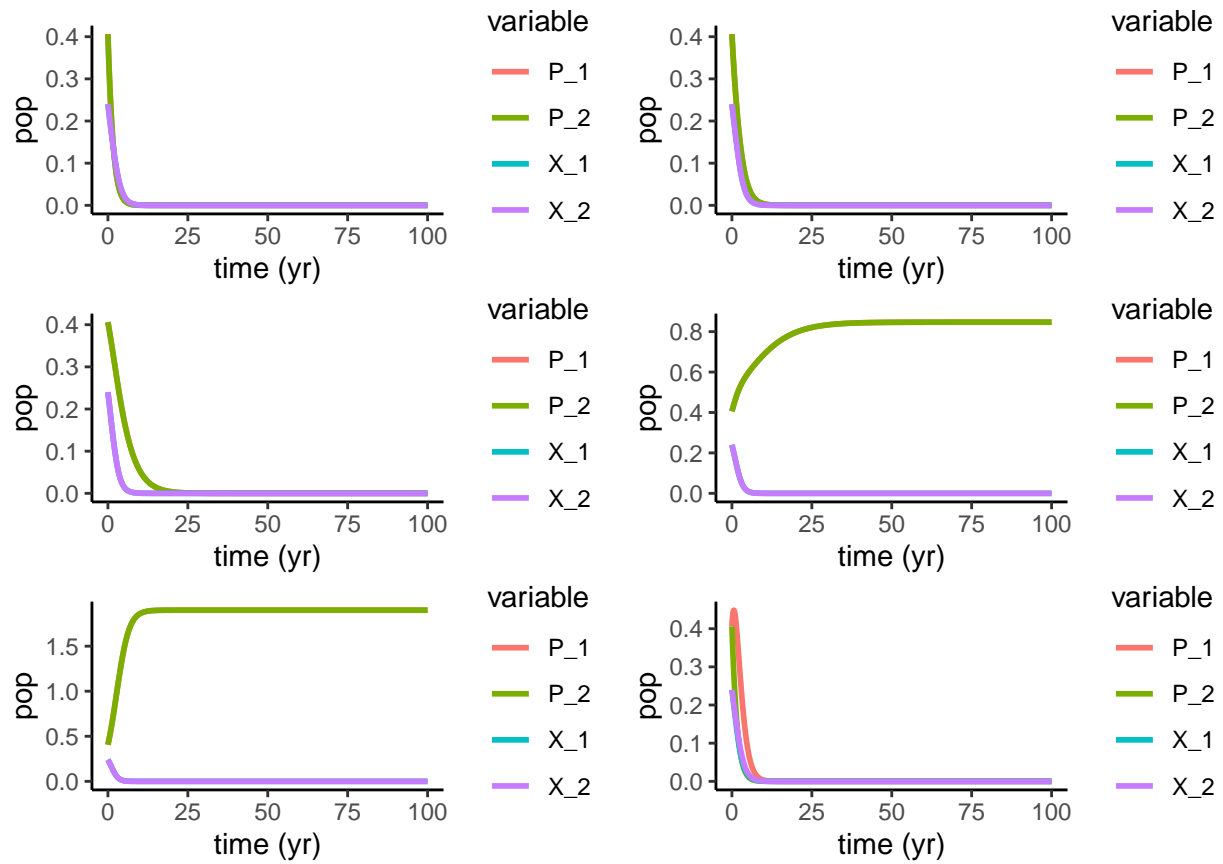 variable
P_1
P_2
X_1
X_2
pop
0.4
0.3
0.2
0.1
0.0
0 25 50 75 100
time (yr)
variable
P_1
P_2
X_1
X_2
pop
0.4
0.3
0.2
0.1
0.0
0 25 50 75 100
time (yr)
variable
P_1
P_2
X_1
X_2
pop
0.4
0.3
0.2
0.1
0.0
0 25 50 75 100
time (yr)
variable
P_1
P_2
X_1
X_2
pop
0.8
0.6
0.4
0.2
0.0
0 25 50 75 100
time (yr)
variable
P_1
P_2
X_1
X_2
pop
1.5
1.0
0.5
0.0
0 25 50 75 100
time (yr)
variable
P_1
P_2
X_1
X_2
pop
0.4
0.3
0.2
0.1
0.0
0 25 50 75 100
time (yr)